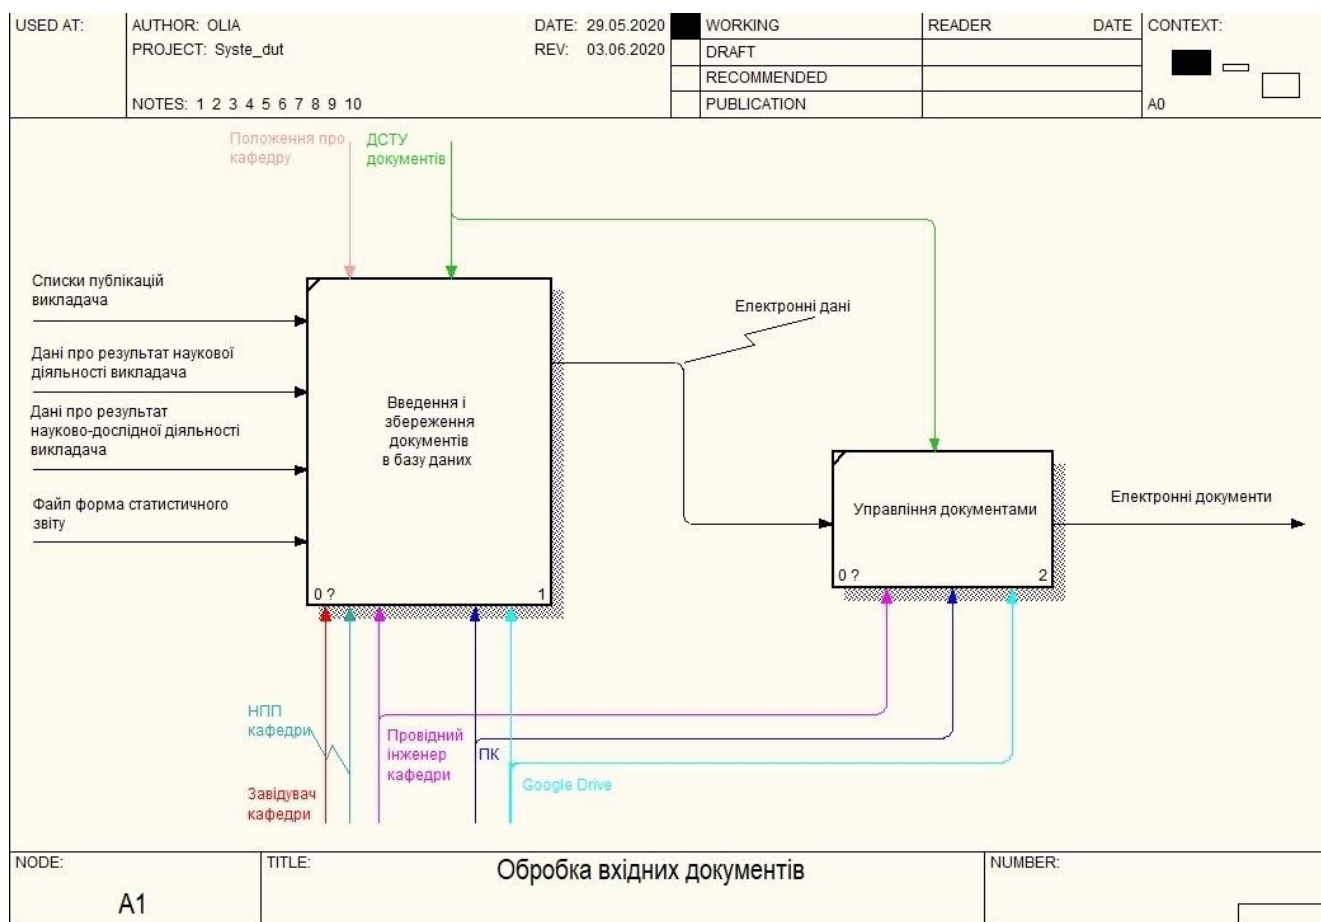 USED AT:
AUTHOR: OLIA
PROJECT: Syste_dut
DATE: 29.05.2020
REV: 03.06.2020
NOTES: 1 2 3 4 5 6 7 8 9 10
WORKING
DRAFT
RECOMMENDED
PUBLICATION
READER
DATE
CONTEXT:
A0
Положення про
кафедру
ДСТУ
документів
Списки публікацій
викладача
Дані про результат наукової
діяльності викладача
Дані про результат
науково-дослідної діяльності
викладача
Файл форма статистичного
звіту
Введення і
збереження
документів
в базу даних
0 ?
1
Електронні дані
Управління документами
0 ?
2
Електронні документи
НПП
кафедри
Завідувач
кафедри
Провідний
інженер
кафедри
ПК
Google Drive
NODE:
A1
TITLE:
Обробка вхідних документів
NUMBER: